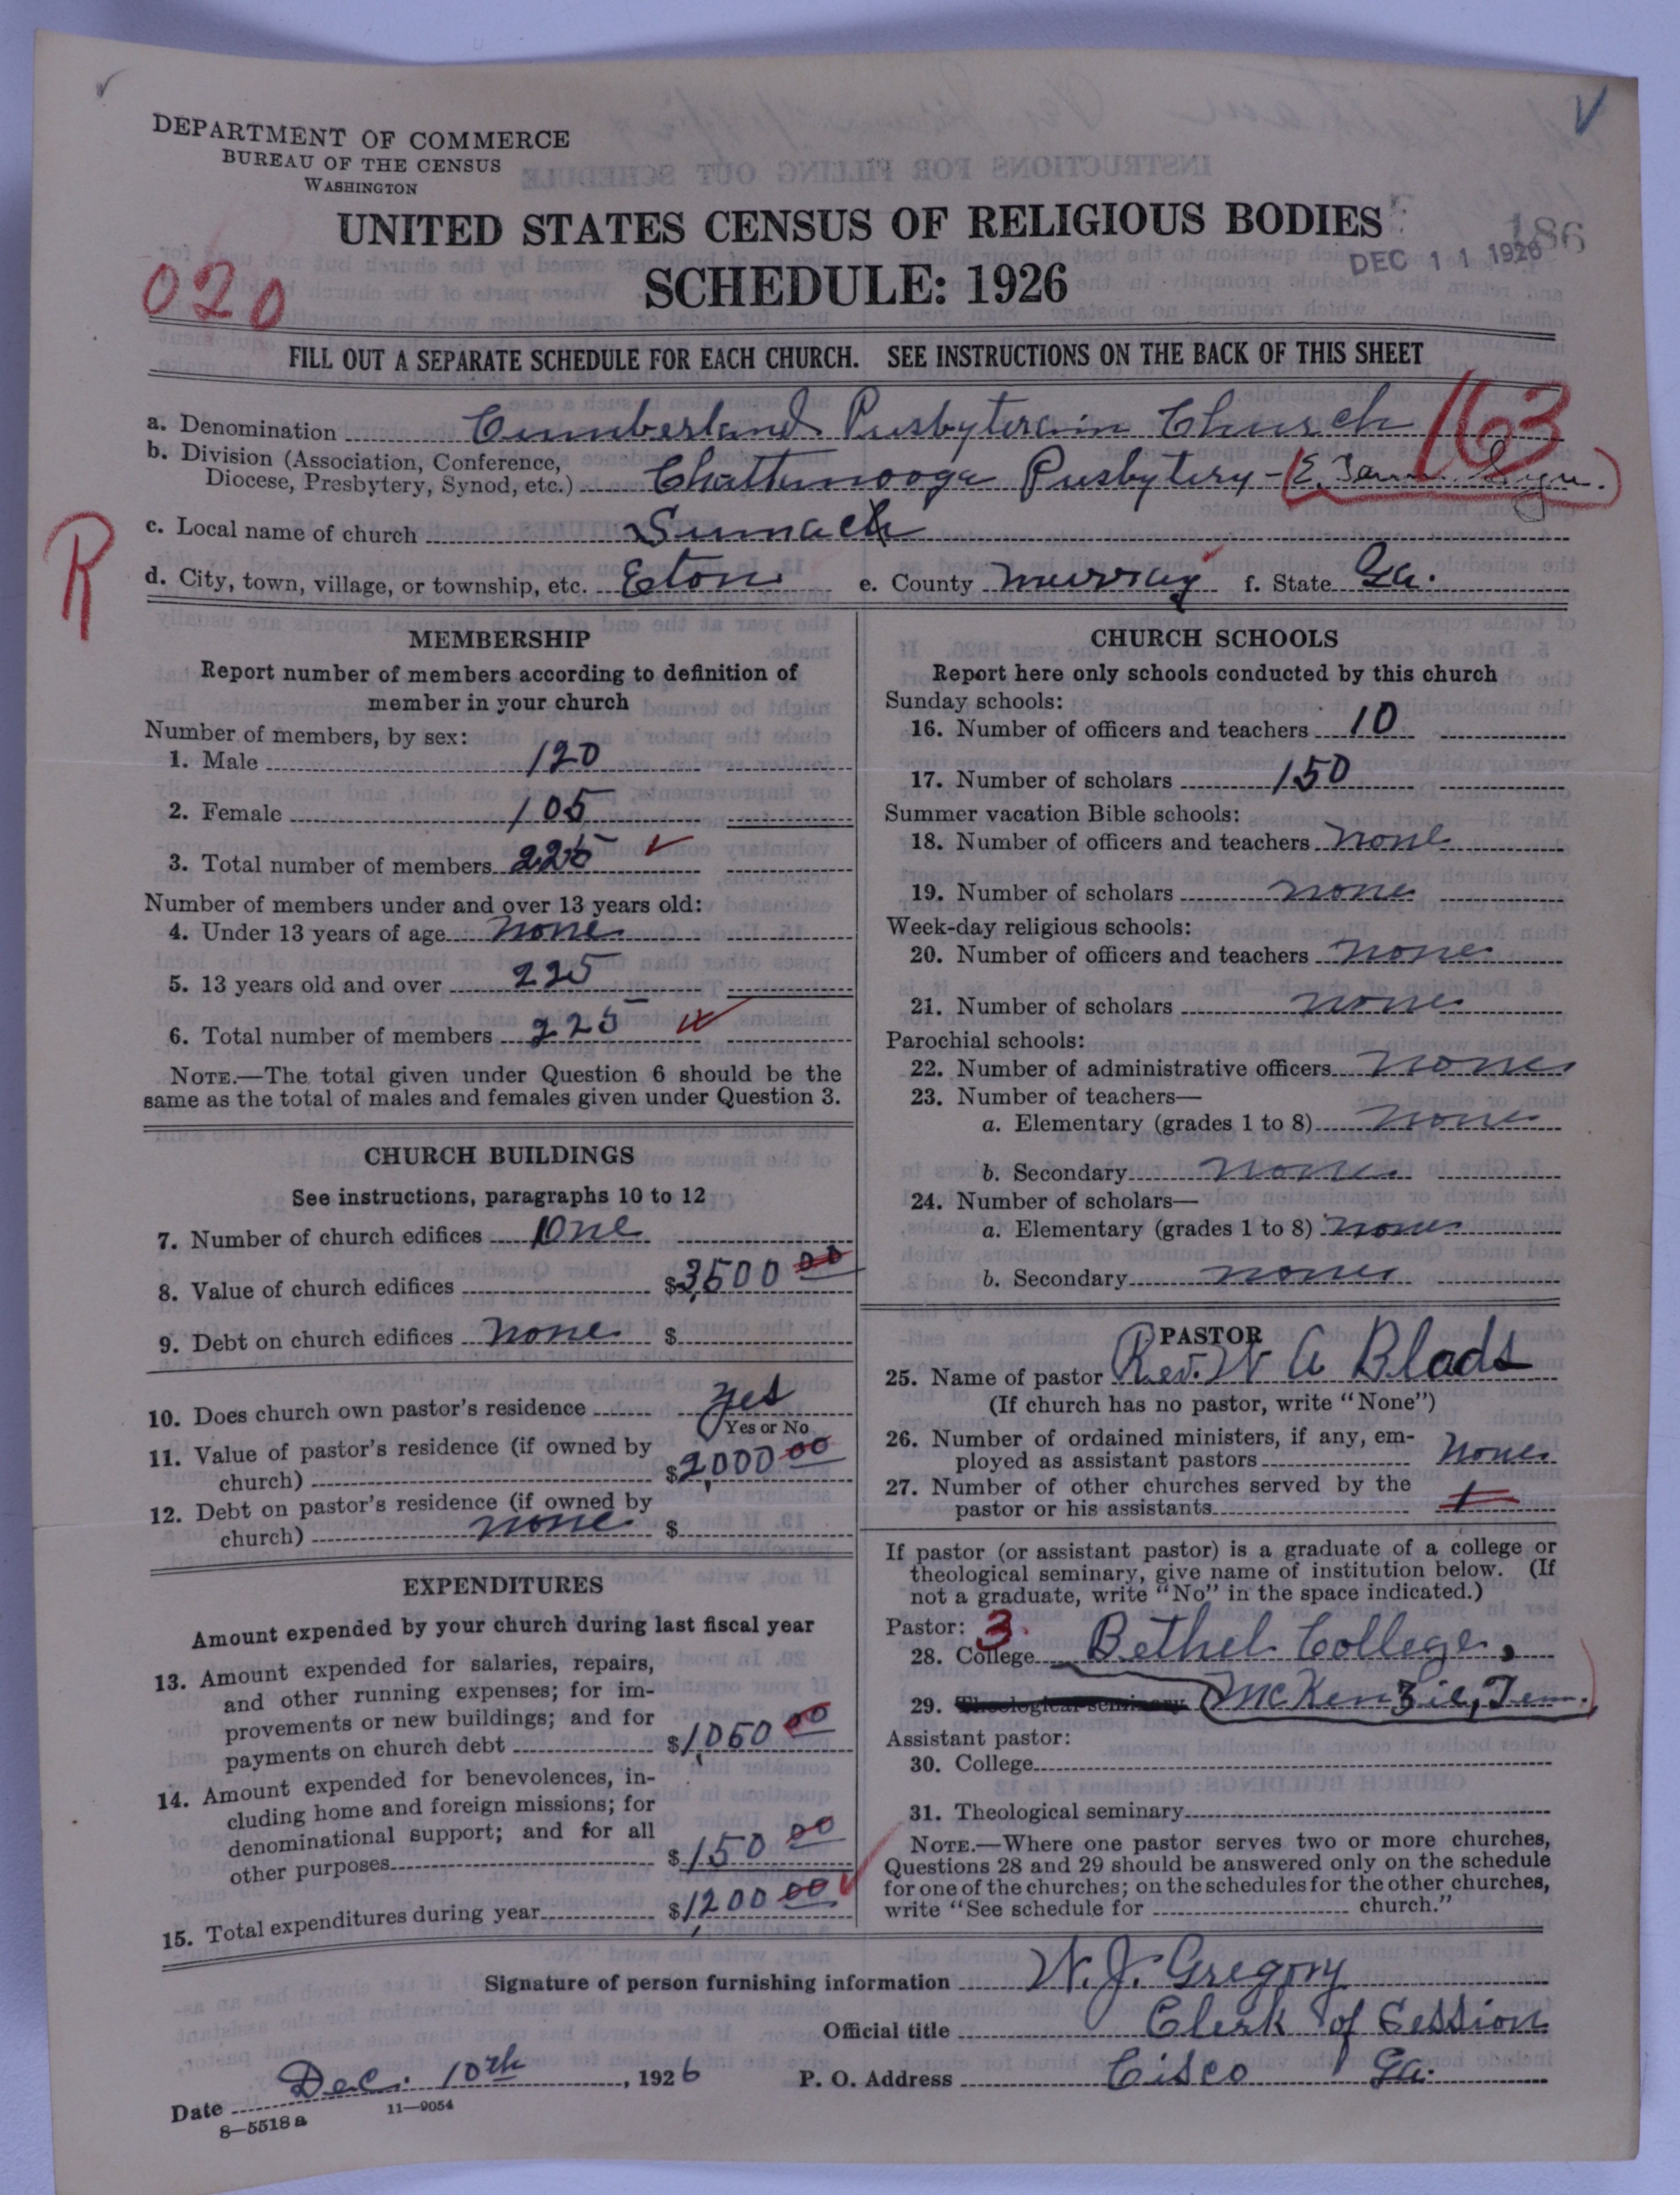 DEPARTMENT OF COMMERCE
BUREAU OF THE CENSUS
WASHINGTON
UNITED STATES CENSUS OF RELIGIOUS BODIES
SCHEDULE: 1926
186
DEC 11 1926
020
FILL OUT A SEPARATE SCHEDULE FOR EACH CHURCH. SEE INSTRUCTIONS ON THE BACK OF THIS SHEET
163
a. Denomination Cumberland Presbyterian Church
b. Division (Association, Conference,
Diocese, Presbytery, Synod, etc.) Chattanooga Presbytery - (E. Tenn.
R
c. Local name of church Sumach
d. City, town, village, or township, etc. Eton e. County Murray f. State Ga.
MEMBERSHIP
Report number of members according to definition of
member in your church
Number of members, by sex:
1. Male 120
2. Female 105
3. Total number of members 225
Number of members under and over 13 years old:
4. Under 13 years of age none
5. 13 years old and over 225
6. Total number of members 225
NOTE.—The total given under Question 6 should be the
same as the total of males and females given under Question 3.
CHURCH BUILDINGS
See instructions, paragraphs 10 to 12
7. Number of church edifices One
8. Value of church edifices $3,500 00
9. Debt on church edifices none $
10. Does church own pastor's residence yes
Yes or No
11. Value of pastor's residence (if owned by
church) $2,000 00
12. Debt on pastor's residence (if owned by
church) none $
EXPENDITURES
Amount expended by your church during last fiscal year
13. Amount expended for salaries, repairs,
and other running expenses; for im-
provements or new buildings; and for
payments on church debt $1,050 00
14. Amount expended for benevolences, in-
cluding home and foreign missions; for
denominational support; and for all
other purposes $150 00
15. Total expenditures during year $1,200 00
CHURCH SCHOOLS
Report here only schools conducted by this church
Sunday schools:
16. Number of officers and teachers 10
17. Number of scholars 150
Summer vacation Bible schools:
18. Number of officers and teachers none
19. Number of scholars none
Week-day religious schools:
20. Number of officers and teachers none
21. Number of scholars none
Parochial schools:
22. Number of administrative officers none
23. Number of teachers—
a. Elementary (grades 1 to 8) none
b. Secondary none
24. Number of scholars—
a. Elementary (grades 1 to 8) none
b. Secondary none
PASTOR
25. Name of pastor Rev. W A Blads
(If church has no pastor, write "None")
26. Number of ordained ministers, if any, em-
ployed as assistant pastors none
27. Number of other churches served by the
pastor or his assistants
If pastor (or assistant pastor) is a graduate of a college or
theological seminary, give name of institution below. (If
not a graduate, write "No" in the space indicated.)
Pastor: 3.
28. College Bethel College,
29. Theological seminary McKenzie, Tenn.
Assistant pastor:
30. College
31. Theological seminary
NOTE.—Where one pastor serves two or more churches,
Questions 28 and 29 should be answered only on the schedule
for one of the churches; on the schedules for the other churches,
write "See schedule for church."
Signature of person furnishing information W. J. Gregory
Official title Clerk of Session
Date Dec. 10th, 1926 P. O. Address Cisco Ga.
8—5518 a 11—9054